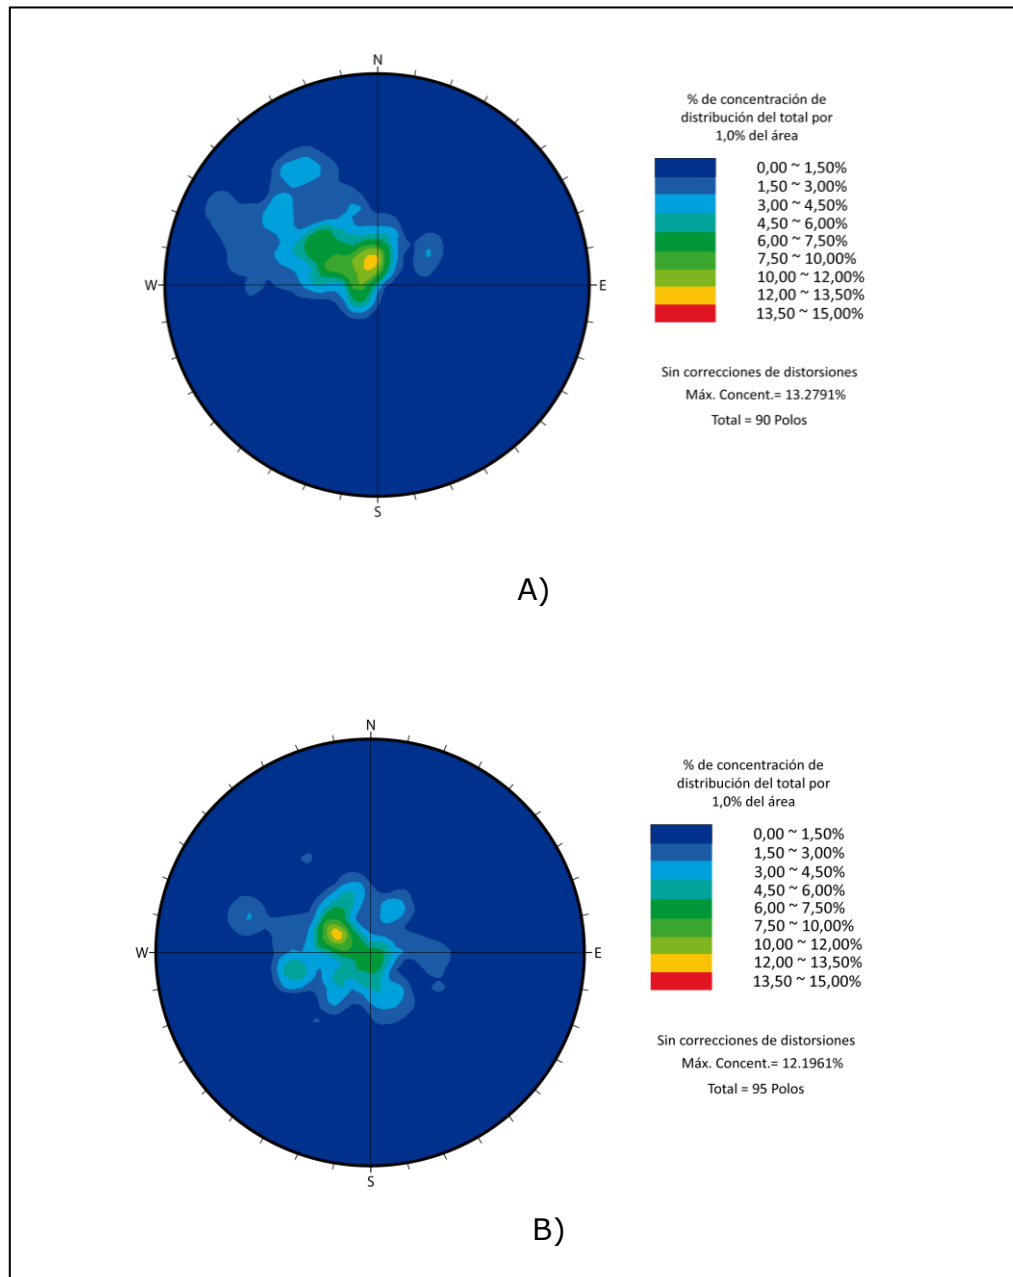 N
W
E
S
% de concentración de
distribución del total por
1,0% del área
0,00 ~ 1,50%
1,50 ~ 3,00%
3,00 ~ 4,50%
4,50 ~ 6,00%
6,00 ~ 7,50%
7,50 ~ 10,00%
10,00 ~ 12,00%
12,00 ~ 13,50%
13,50 ~ 15,00%
Sin correcciones de distorsiones
Máx. Concent.= 13.2791%
Total = 90 Polos
A)
N
W
E
S
% de concentración de
distribución del total por
1,0% del área
0,00 ~ 1,50%
1,50 ~ 3,00%
3,00 ~ 4,50%
4,50 ~ 6,00%
6,00 ~ 7,50%
7,50 ~ 10,00%
10,00 ~ 12,00%
12,00 ~ 13,50%
13,50 ~ 15,00%
Sin correcciones de distorsiones
Máx. Concent.= 12.1961%
Total = 95 Polos
B)